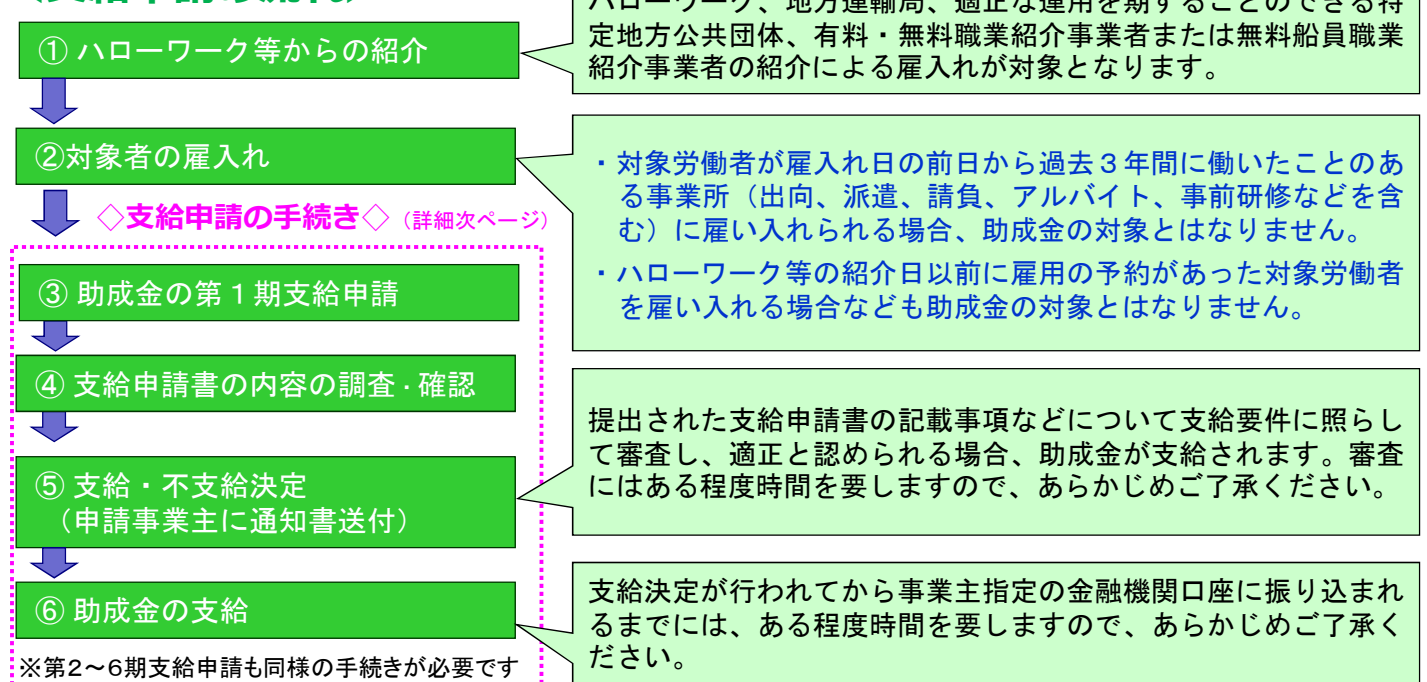 ① ハローワーク等からの紹介
ハローワーク、地方運輸局、適正な運用を期することのできる特
定地方公共団体、有料・無料職業紹介事業者または無料船員職業
紹介事業者の紹介による雇入れが対象となります。
②対象者の雇入れ
・対象労働者が雇入れ日の前日から過去３年間に働いたことのあ
る事業所（出向、派遣、請負、アルバイト、事前研修などを含
む）に雇い入れられる場合、助成金の対象とはなりません。
・ハローワーク等の紹介日以前に雇用の予約があった対象労働者
を雇い入れる場合なども助成金の対象とはなりません。
◇支給申請の手続き◇（詳細次ページ）
③ 助成金の第１期支給申請
④ 支給申請書の内容の調査・確認
⑤ 支給・不支給決定
（申請事業主に通知書送付）
提出された支給申請書の記載事項などについて支給要件に照らし
て審査し、適正と認められる場合、助成金が支給されます。審査
にはある程度時間を要しますので、あらかじめご了承ください。
⑥ 助成金の支給
支給決定が行われてから事業主指定の金融機関口座に振り込まれ
るまでには、ある程度時間を要しますので、あらかじめご了承く
ださい。
※第2～6期支給申請も同様の手続きが必要です